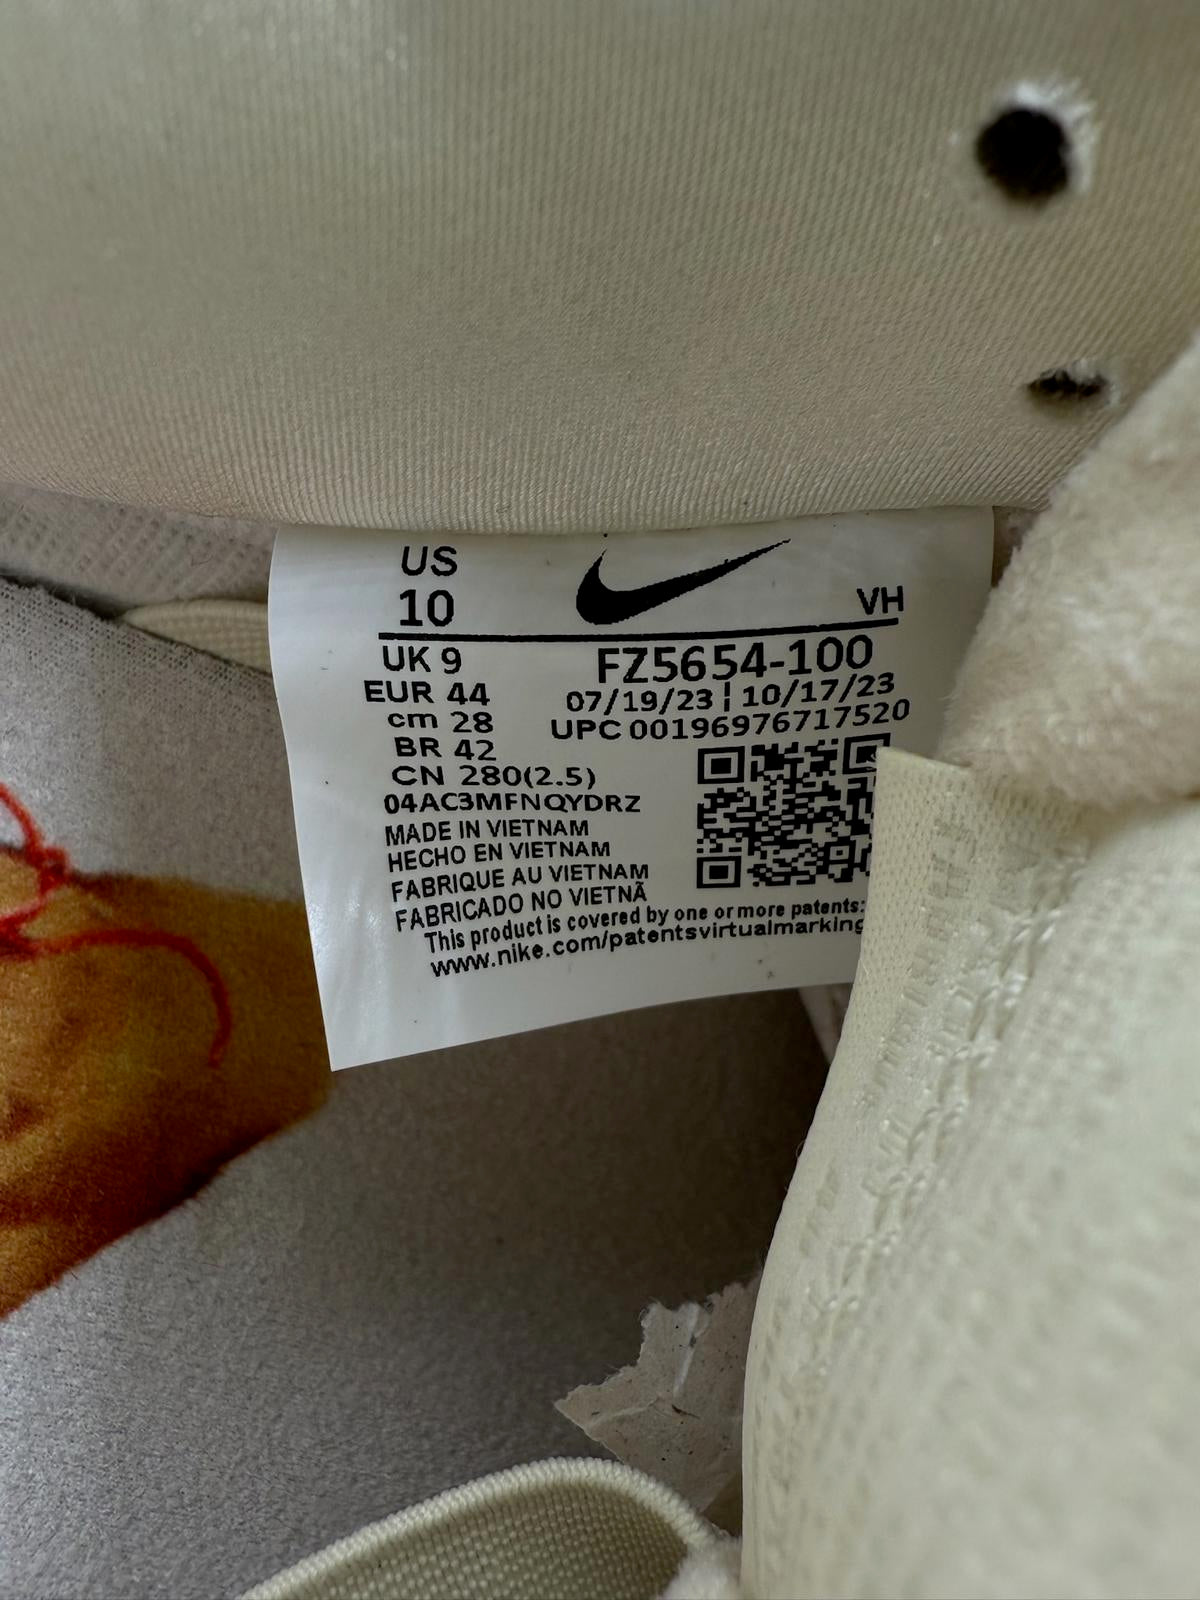 US
10
VH
UK 9
FZ5654-100
EUR 44
07/19/23 | 10/17/23
cm 28
UPC 00196976717520
BR 42
CN 280(2.5)
04AC3MFNQYDRZ
MADE IN VIETNAM
HECHO EN VIETNAM
FABRIQUE AU VIETNAM
FABRICADO NO VIETNÃ
This product is covered by one or more patents:
www.nike.com/patentsvirtualmarking